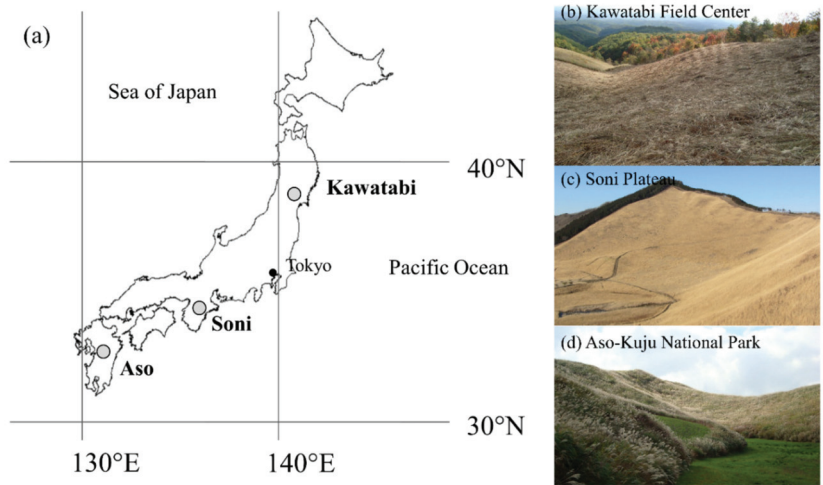 (a)
Sea of Japan
40°N
Kawatabi
Tokyo
Pacific Ocean
Soni
Aso
30°N
130°E
140°E
(b) Kawatabi Field Center
(c) Soni Plateau
(d) Aso-Kuju National Park